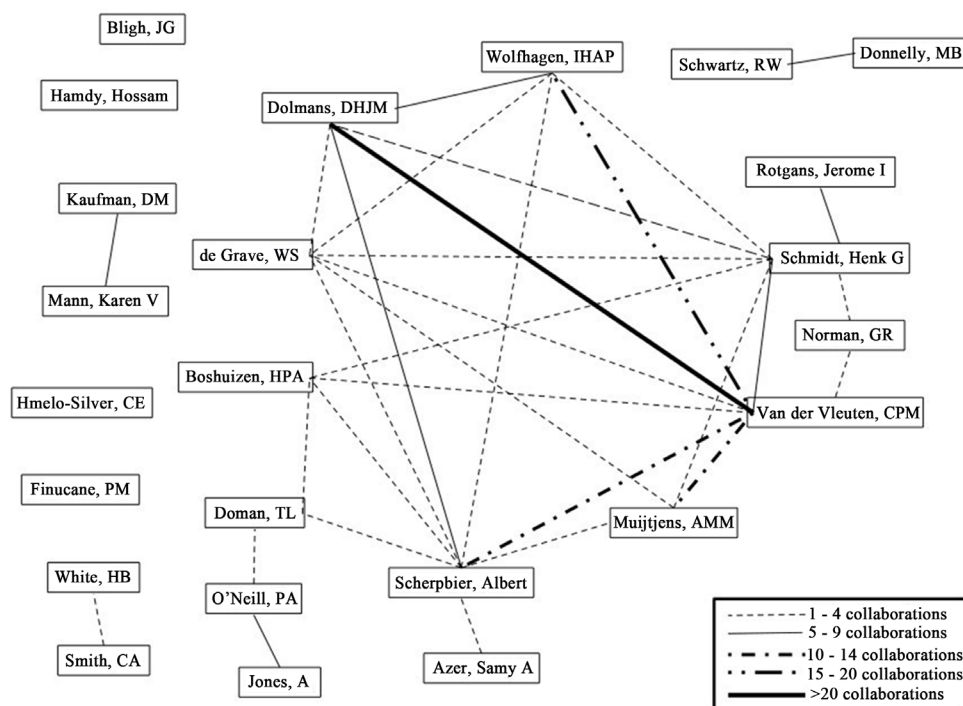 Bligh, JG
Wolfhagen, IHAP
Schwartz, RW
Donnelly, MB
Hamdy, Hossam
Dolmans, DHJM
Rotgans, Jerome I
Kaufman, DM
de Grave, WS
Schmidt, Henk G
Mann, Karen V
Norman, GR
Boshuizen, HPA
Hmelo-Silver, CE
Van der Vleuten, CPM
Finucane, PM
Doman, TL
Muijtjens, AMM
White, HB
Scherpbier, Albert
O'Neill, PA
Smith, CA
Azer, Samy A
Jones, A
1 - 4 collaborations
5 - 9 collaborations
10 - 14 collaborations
15 - 20 collaborations
>20 collaborations